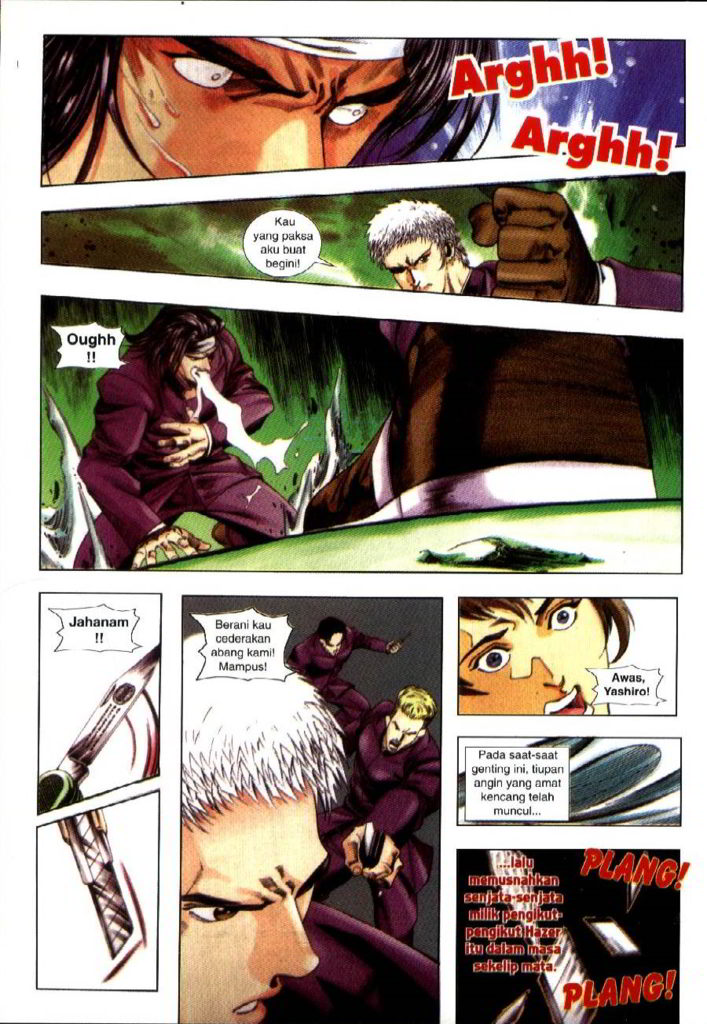 Arghh!
Arghh!
Kau
yang paksa
aku buat
begini!
Oughh
!!
Jahanam
!!
Berani kau
cederakan
abang kami!
Mampus!
Awas,
Yashiro!
Pada saat-saat
genting ini, tiupan
angin yang amat
kencang telah
muncul...
...lalu
memusnahkan
senjata-senjata
milik pengikut-
pengikut Hazer
itu dalam masa
sekelip mata.
PLANG!
PLANG!